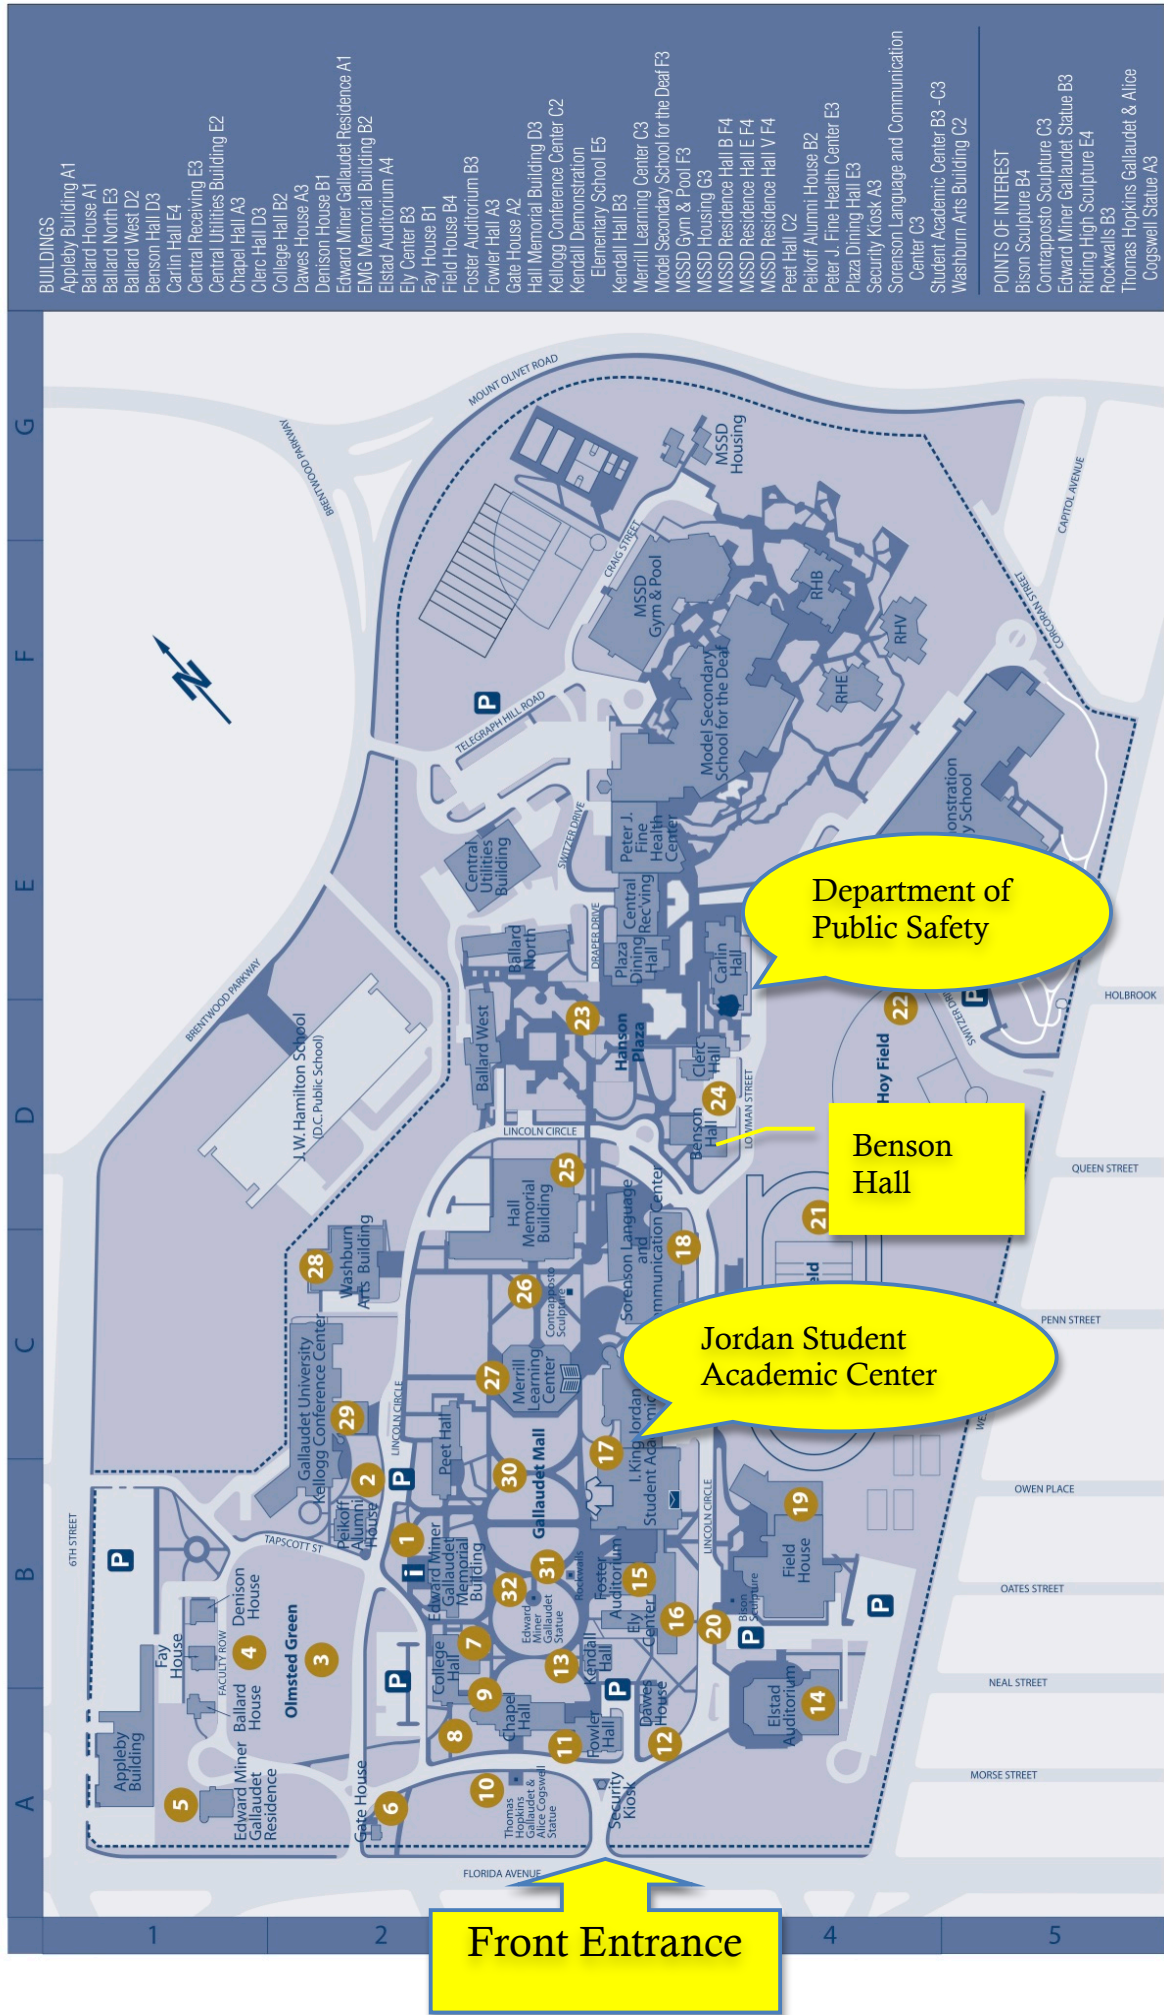 BUILDINGS
Appleby Building A1
Ballard House A1
Ballard North E3
Ballard West D2
Benson Hall D3
Carlin Hall E4
Central Receiving E3
Central Utilities Building E2
Chapel Hall A3
Clerc Hall D3
College Hall B2
Dawes House A3
Denison House B1
Edward Miner Gallaudet Residence A1
EMG Memorial Building B2
Elstad Auditorium A4
Ely Center B3
Fay House B1
Field House B4
Foster Auditorium B3
Fowler Hall A3
Gate House A2
Hall Memorial Building D3
Kellogg Conference Center C2
Kendal Demonstration
Elementary School E5
Kendall Hall B3
Merrill Learning Center C3
Model Secondary School for the Deaf F3
MSSD Gym & Pool F3
MSSD Housing G3
MSSD Residence Hall B F4
MSSD Residence Hall E F4
MSSD Residence Hall V F4
Peet Hall C2
Peikoff Alumni House B2
Peter J. Fine Health Center E3
Plaza Dining Hall E3
Security Kiosk A3
Sorenson Language and Communication
Center C3
Student Academic Center B3 -C3
Washburn Arts Building C2
POINTS OF INTEREST
Bison Sculpture B4
Contrapposto Sculpture C3
Edward Miner Gallaudet Statue B3
Riding High Sculpture E4
Rockwalls B3
Thomas Hopkins Gallaudet & Alice
Cogswell Statue A3
G
F
E
D
C
B
A
1
2
4
5
MOUNT OLIVET ROAD
BRENTWOOD PARKWAY
CAPITOL AVENUE
CORCORAN STREET
MSSD
Housing
CRAIG STREET
MSSD
Gym & Pool
RHB
RHV
RHE
Model Secondary
School for the Deaf
N
P
TELEGRAPH HILL ROAD
SWITZER DRIVE
Central
Utilities
Building
Peter J.
Fine
Health
Center
Central
Rec'ving
Plaza
Dining
Hall
DRAPER DRIVE
Ballard
North
Ballard West
Carlin
Hall
onstration
y School
Department of
Public Safety
BRENTWOOD PARKWAY
J.W. Hamilton School
(D.C. Public School)
23
Hanson
Plaza
Clerc
Hall
24
Benson
Hall
LOWMAN STREET
22
Hoy Field
SWITZER DRI
P
HOLBROOK
Benson
Hall
QUEEN STREET
LINCOLN CIRCLE
25
Hall
Memorial
Building
Sorenson Language
and
ommunication Center
18
21
eld
28
Washburn
Arts Building
26
Contrapposto
Sculpture
PENN STREET
Jordan Student
Academic Center
Gallaudet University
Kellogg Conference Center
29
LINCOLN CIRCLE
27
Merrill
Learning
Center
I. King Jordan
Student Academic
17
WE
Peet Hall
2
P
30
Gallaudet Mall
19
Field
House
OWEN PLACE
6TH STREET
P
TAPSCOTT ST
Peikoff
Alumni
House
1
i
Edward Miner
Gallaudet
Memorial
Building
32
31
Rockwalls
Edward
Miner
Gallaudet
Statue
Foster
Auditorium
15
Ely
Center
16
LINCOLN CIRCLE
20
Bison
Sculpture
P
P
OATES STREET
Denison
House
Fay
House
FACULTY ROW
4
3
Olmsted Green
Ballard
House
P
College
Hall
7
9
8
Chapel
Hall
13
Kendall
Hall
P
Dawes
House
12
Fowler
Hall
11
Elstad
Auditorium
14
NEAL STREET
MORSE STREET
Appleby
Building
5
Edward Miner
Gallaudet
Residence
Gate House
6
10
Thomas
Hopkins
Gallaudet &
Alice Cogswell
Statue
Security
Kiosk
FLORIDA AVENUE
Front Entrance